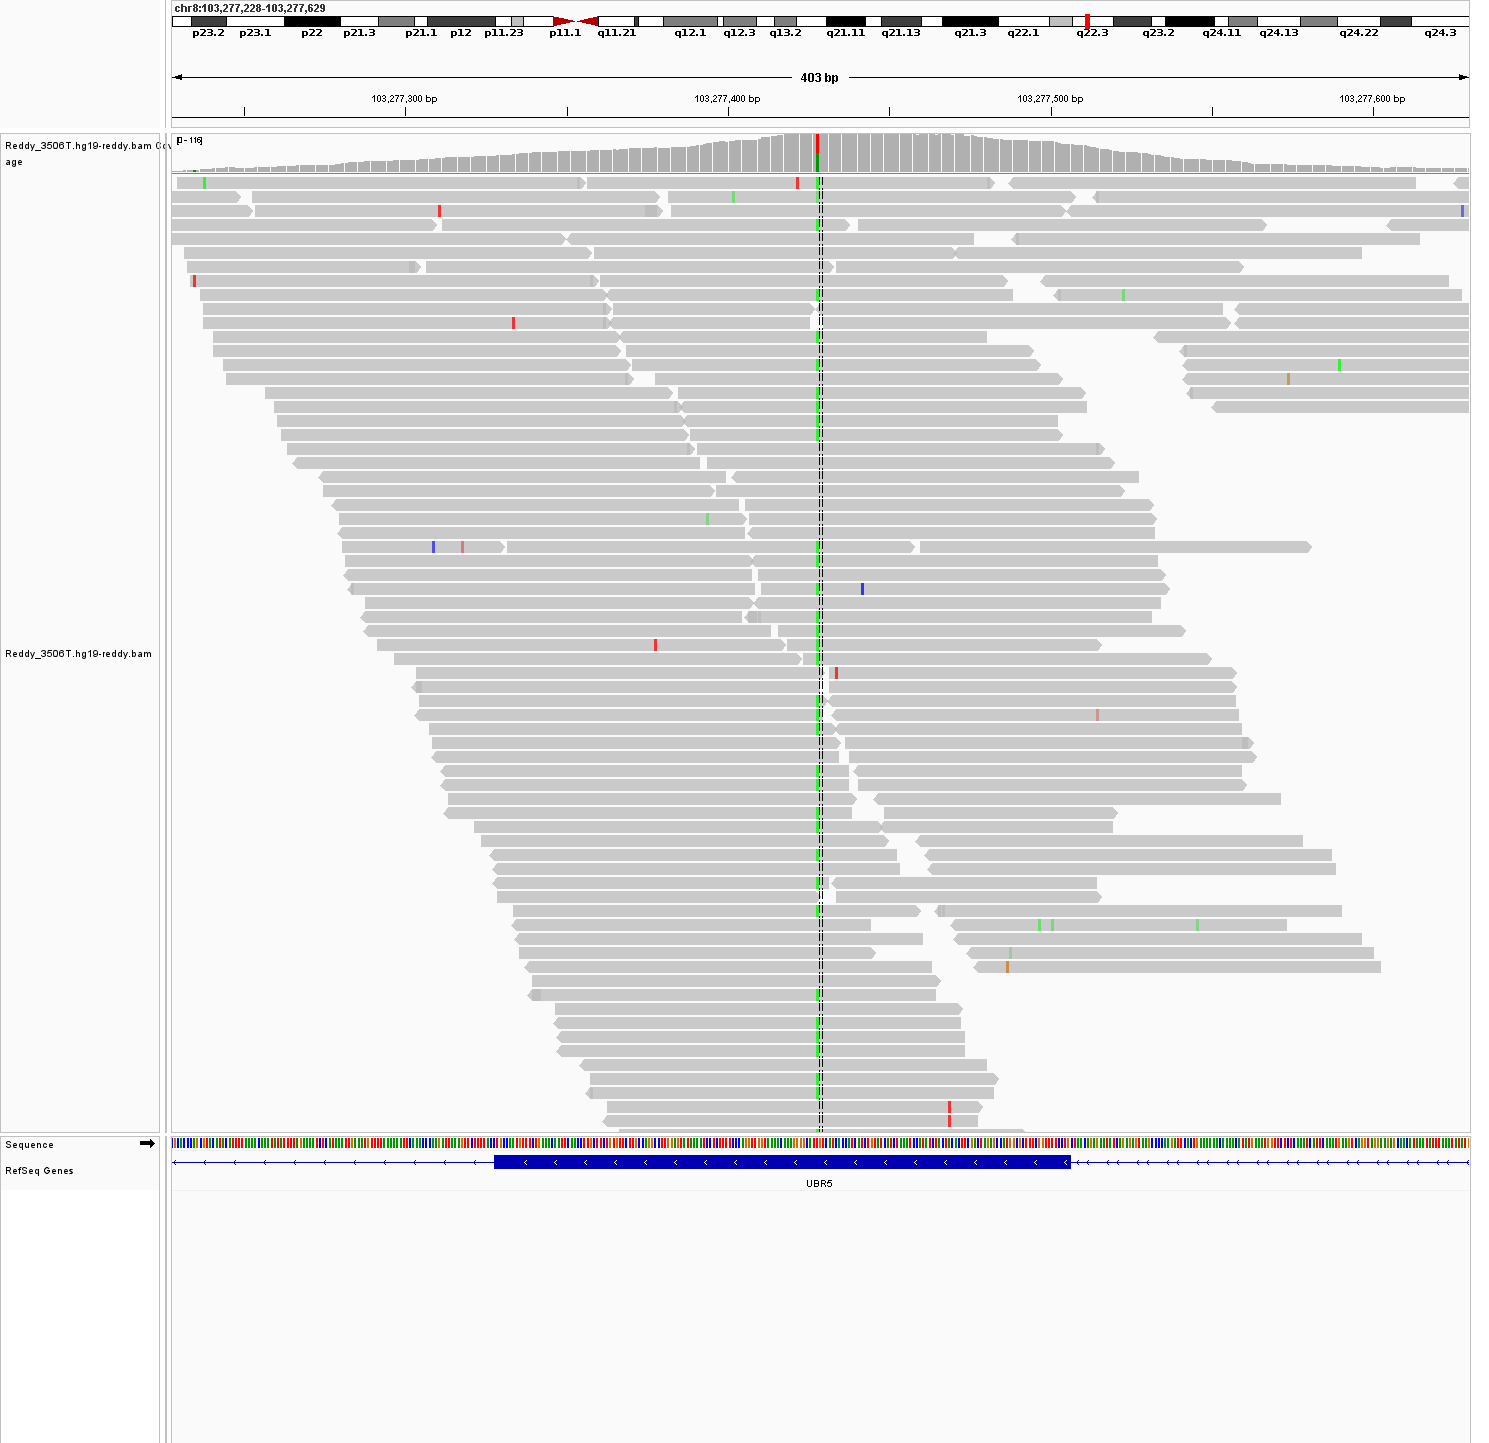 chr8:103,277,228-103,277,629
p23.2 p23.1 p22 p21.3 p21.1 p12 p11.23 p11.1 q11.21 q12.1 q12.3 q13.2 q21.11 q21.13 q21.3 q22.1 q22.3 q23.2 q24.11 q24.13 q24.22 q24.3
403 bp
103,277,300 bp 103,277,400 bp 103,277,500 bp 103,277,600 bp
[0 - 116]
Reddy_3506T.hg19-reddy.bam Cov
age
Reddy_3506T.hg19-reddy.bam
Sequence
RefSeq Genes
UBR5